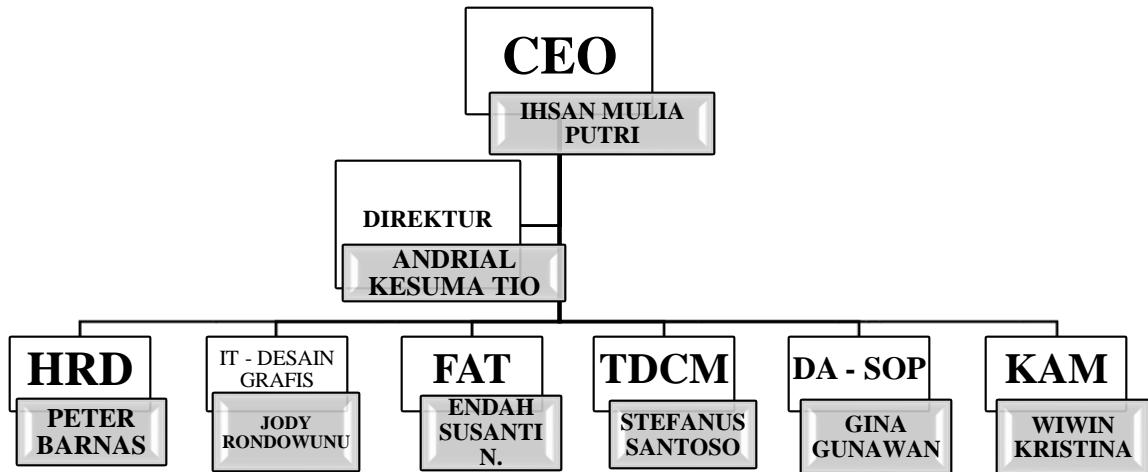 CEO
IHSAN MULIA
PUTRI
DIREKTUR
ANDRIAL
KESUMA TIO
HRD
PETER
BARNAS
IT - DESAIN
GRAFIS
JODY
RONDOWUNU
FAT
ENDAH
SUSANTI
N.
TDCM
STEFANUS
SANTOSO
DA - SOP
GINA
GUNAWAN
KAM
WIWIN
KRISTINA